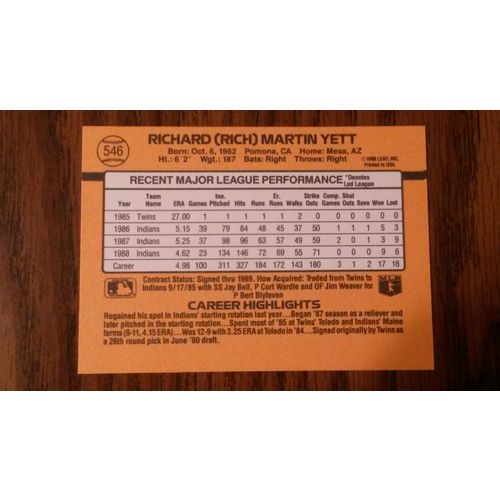 546
RICHARD (RICH) MARTIN YETT
Born: Oct. 6, 1962 Pomona, CA Home: Mesa, AZ
Ht.: 6'2" Wgt.: 187 Bats: Right Throws: Right
© 1988 LEAF, INC.
Printed in USA
RECENT MAJOR LEAGUE PERFORMANCE *Denotes Led League
Year Team Name ERA Games Inn. Pitched Hits Runs Er. Runs Walks Strike Outs Comp. Games Shut Outs Save Won Lost
1985 Twins 27.00 1 1 1 1 1 2 0 0 0 0 0 0
1986 Indians 5.15 39 79 84 48 45 37 50 3 1 1 5 3
1987 Indians 5.25 37 98 96 63 57 49 59 2 0 1 3 9
1988 Indians 4.62 23 134 146 72 69 55 71 0 0 0 9 6
Career 4.98 100 311 327 184 172 143 180 3 1 2 17 18
Contract Status: Signed thru 1989. How Acquired: Traded from Twins to
Indians 9/17/85 with SS Jay Bell, P Curt Wardle and OF Jim Weaver for
P Bert Blyleven
CAREER HIGHLIGHTS
Regained his spot in Indians' starting rotation last year...Began '87 season as a reliever and
later pitched in the starting rotation...Spent most of '85 at Twins' Toledo and Indians' Maine
farms (9-11, 4.15 ERA)...Was 12-9 with 3.25 ERA at Toledo in '84...Signed originally by Twins as
a 26th round pick in June '80 draft.